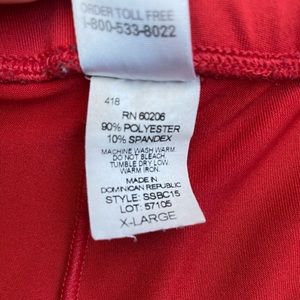 ORDER TOLL FREE
1-800-533-8022
418
RN 60206
90% POLYESTER
10% SPANDEX
MACHINE WASH WARM.
DO NOT BLEACH.
TUMBLE DRY LOW.
WARM IRON.
MADE IN
DOMINICAN REPUBLIC
STYLE: SSBC15
LOT: 57105
X-LARGE